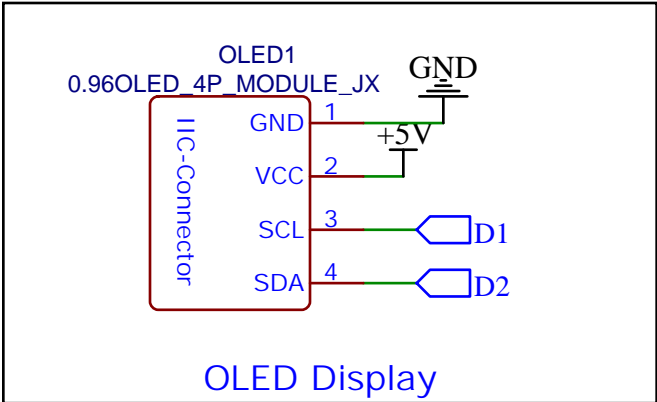 OLED1
0.96OLED_4P_MODULE_JX
GND
IIC-Connector
GND 1
+5V
VCC 2
SCL 3 D1
SDA 4 D2
OLED Display